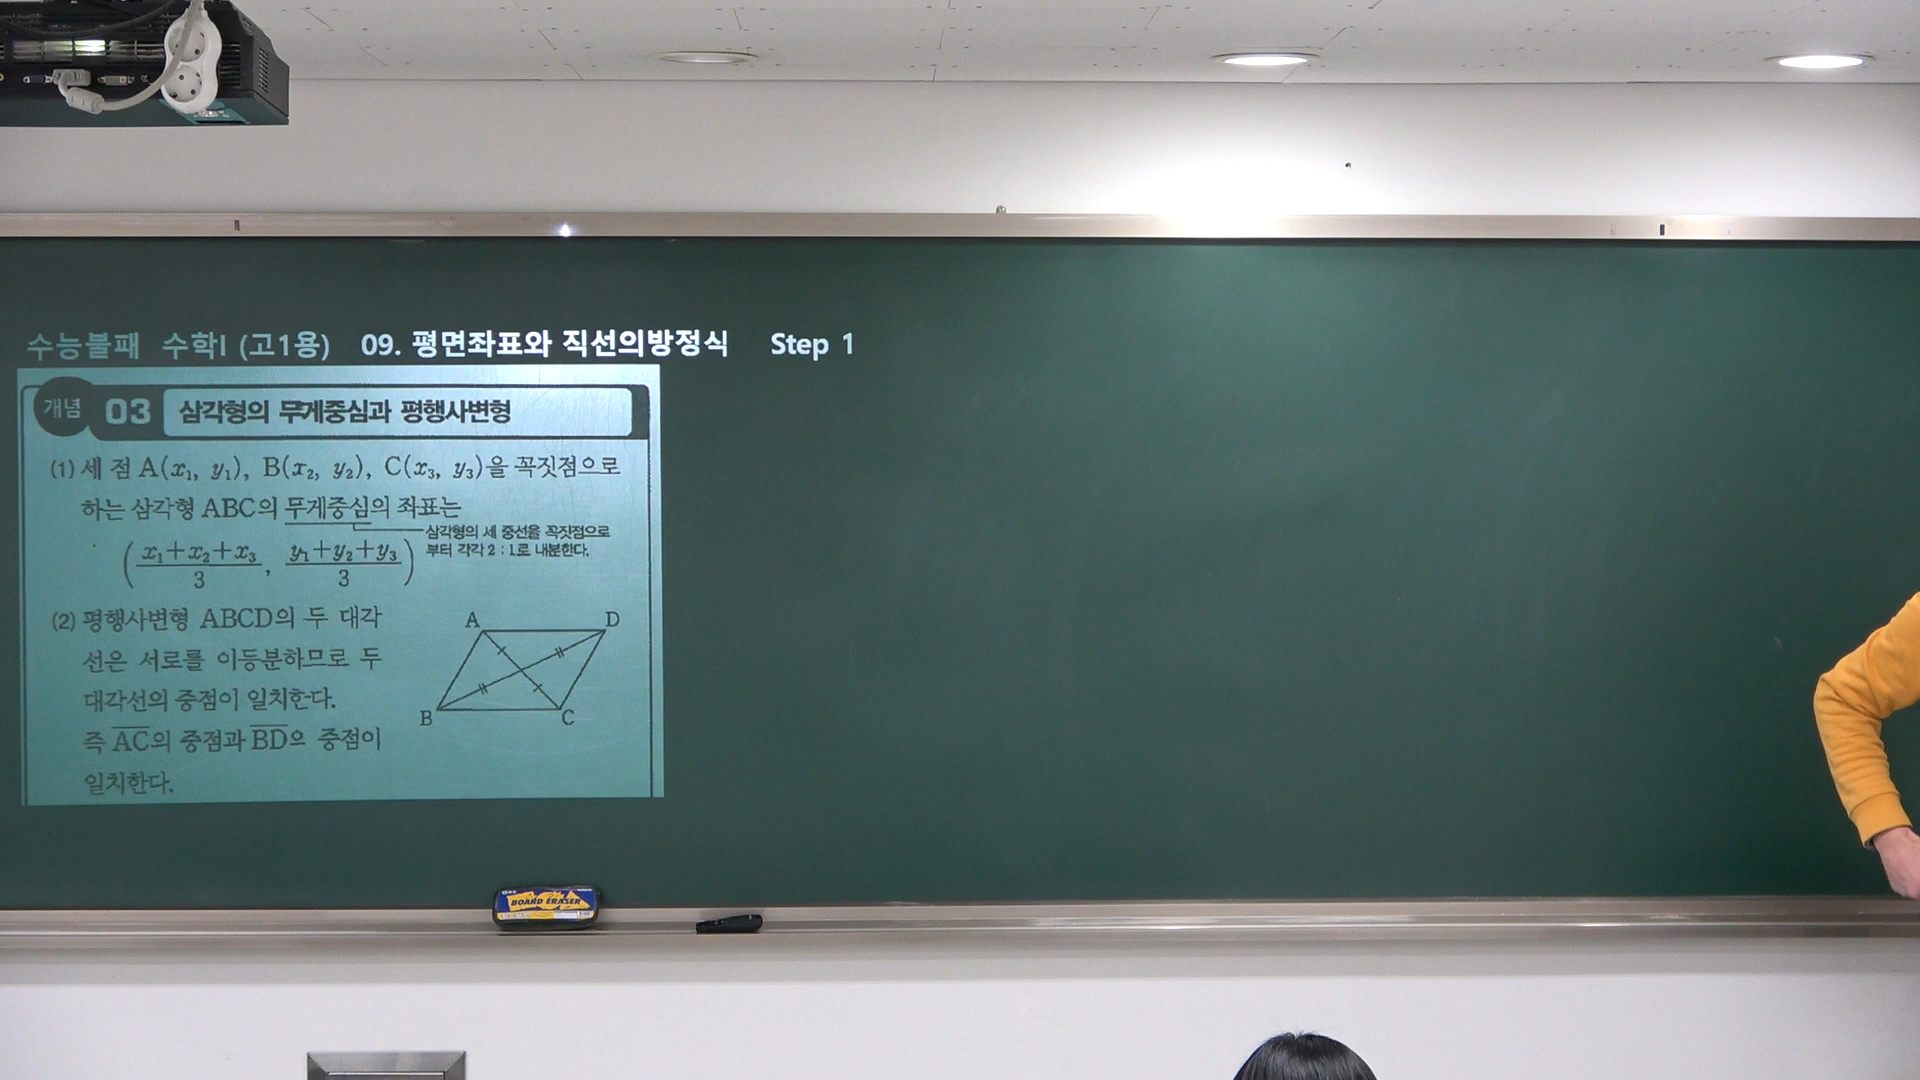 수능불패 수학I (고1용) 09. 평면좌표와 직선의방정식 Step 1
개념 03 삼각형의 무게중심과 평행사변형
(1) 세 점 A(x₁, y₁), B(x₂, y₂), C(x₃, y₃)을 꼭짓점으로
하는 삼각형 ABC의 무게중심의 좌표는
삼각형의 세 중선을 꼭짓점으로
부터 각각 2 : 1로 내분한다.
((x₁+x₂+x₃)/3, (y₁+y₂+y₃)/3)
(2) 평행사변형 ABCD의 두 대각
선은 서로를 이등분하므로 두
대각선의 중점이 일치한다.
즉 A̅C̅의 중점과 B̅D̅으 중점이
일치한다.
A D
B C
BOARD ERASER